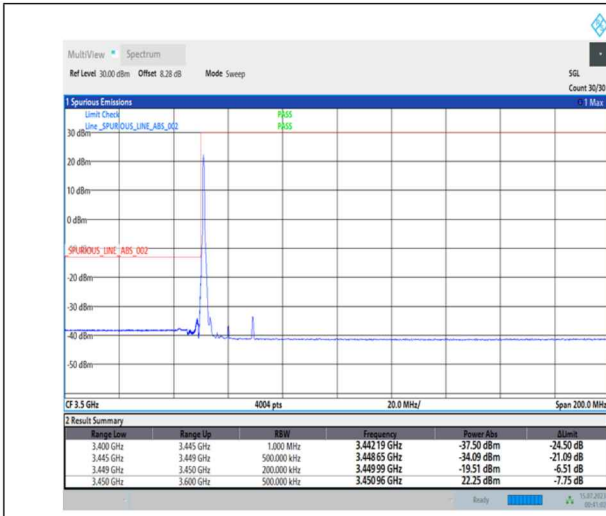 MultiView Spectrum
Ref Level 30.00 dBm Offset 8.28 dB Mode Sweep SGL
Count 30/30
1 Spurious Emissions 1 Max
Limit Check PASS
Line _SPURIOUS_LINE_ABS_002 PASS
30 dBm
20 dBm
10 dBm
0 dBm
SPURIOUS_LINE_ABS_002
-20 dBm
-30 dBm
-40 dBm
-50 dBm
CF 3.5 GHz 4004 pts 20.0 MHz/ Span 200.0 MHz
2 Result Summary
Range Low Range Up RBW Frequency Power Abs ΔLimit
3.400 GHz 3.445 GHz 1.000 MHz 3.442 19 GHz -37.50 dBm -24.50 dB
3.445 GHz 3.449 GHz 500.000 kHz 3.448 65 GHz -34.09 dBm -21.09 dB
3.449 GHz 3.450 GHz 200.000 kHz 3.449 99 GHz -19.51 dBm -6.51 dB
3.450 GHz 3.600 GHz 500.000 kHz 3.450 96 GHz 22.25 dBm -7.75 dB
Ready 15.07.2023